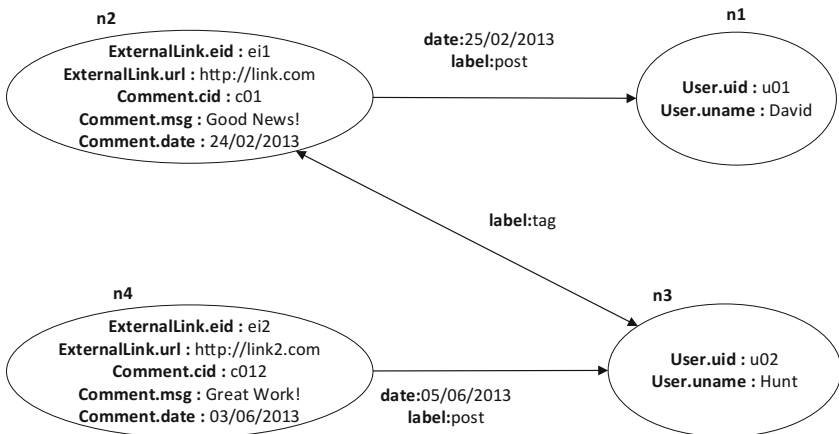 n2
ExternalLink.eid : ei1
ExternalLink.url : http://link.com
Comment.cid : c01
Comment.msg : Good News!
Comment.date : 24/02/2013
date:25/02/2013
label:post
n1
User.uid : u01
User.uname : David
label:tag
n4
ExternalLink.eid : ei2
ExternalLink.url : http://link2.com
Comment.cid : c012
Comment.msg : Great Work!
Comment.date : 03/06/2013
date:05/06/2013
label:post
n3
User.uid : u02
User.uname : Hunt